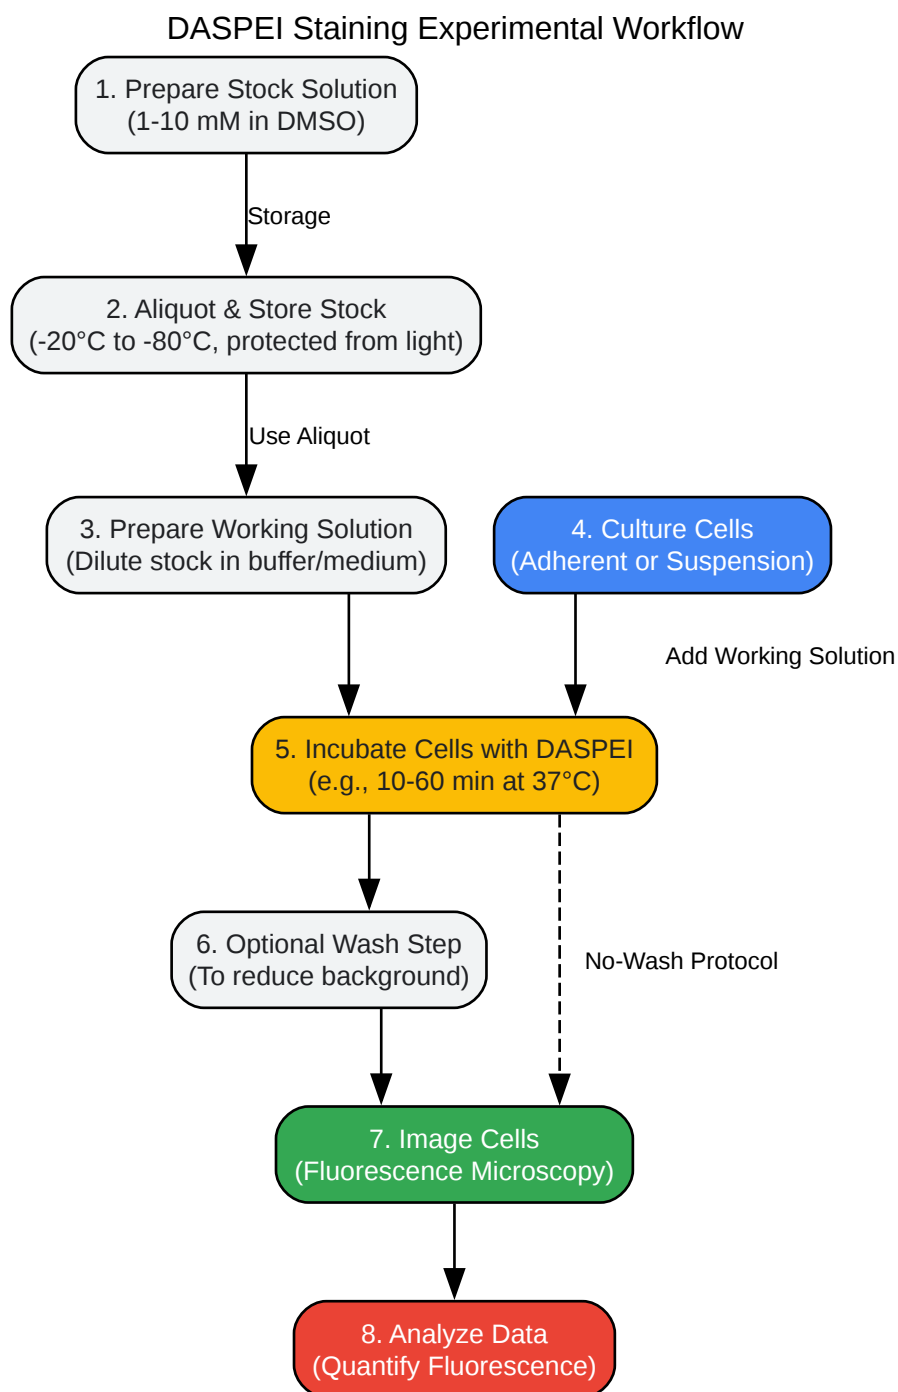 DASPEI Staining Experimental Workflow
1. Prepare Stock Solution
(1-10 mM in DMSO)
Storage
2. Aliquot & Store Stock
(-20°C to -80°C, protected from light)
Use Aliquot
3. Prepare Working Solution
(Dilute stock in buffer/medium)
4. Culture Cells
(Adherent or Suspension)
Add Working Solution
5. Incubate Cells with DASPEI
(e.g., 10-60 min at 37°C)
6. Optional Wash Step
(To reduce background)
No-Wash Protocol
7. Image Cells
(Fluorescence Microscopy)
8. Analyze Data
(Quantify Fluorescence)